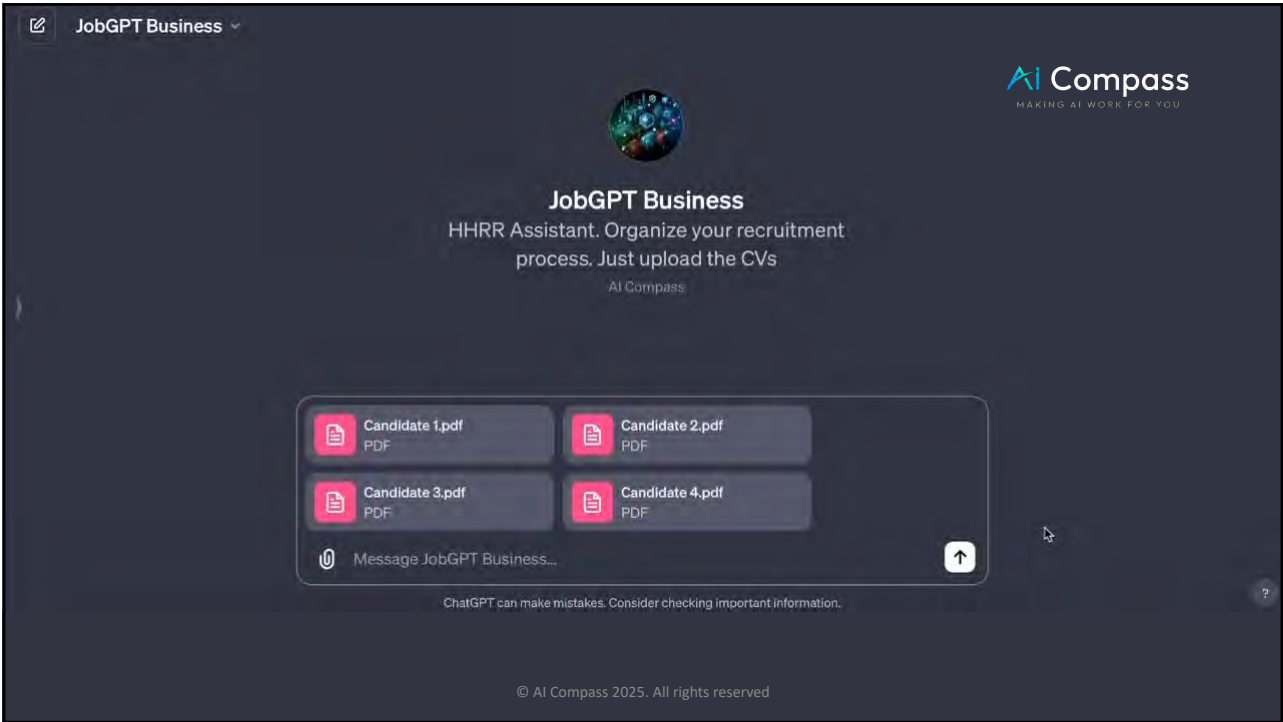 JobGPT Business
Ai Compass
MAKING AI WORK FOR YOU
JobGPT Business
HHRR Assistant. Organize your recruitment
process. Just upload the CVs
AI Compass
Candidate 1.pdf
PDF
Candidate 2.pdf
PDF
Candidate 3.pdf
PDF
Candidate 4.pdf
PDF
Message JobGPT Business...
ChatGPT can make mistakes. Consider checking important information.
?
© AI Compass 2025. All rights reserved